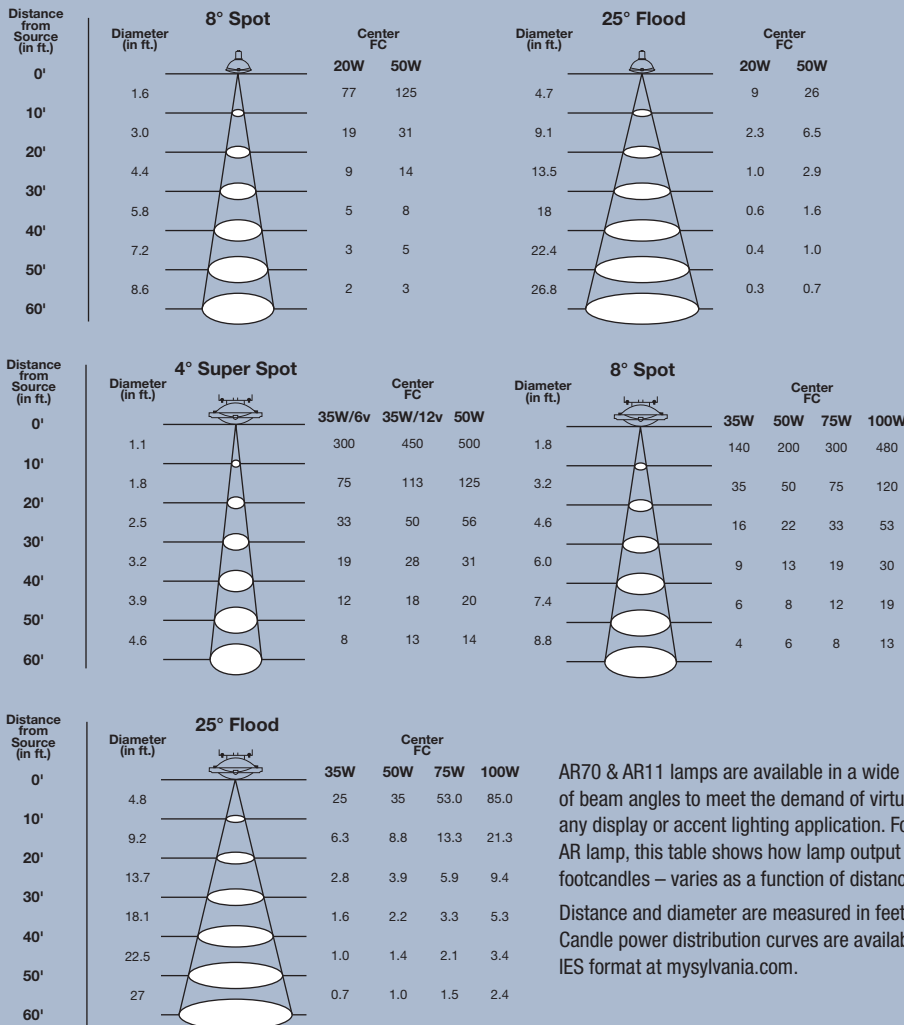 Distance
from
Source
(in ft.)
8° Spot
Diameter
(in ft.)
Center
FC
20W 50W
0'
1.6 77 125
10'
3.0 19 31
20'
4.4 9 14
30'
5.8 5 8
40'
7.2 3 5
50'
8.6 2 3
60'
25° Flood
Diameter
(in ft.)
Center
FC
20W 50W
4.7 9 26
9.1 2.3 6.5
13.5 1.0 2.9
18 0.6 1.6
22.4 0.4 1.0
26.8 0.3 0.7
Distance
from
Source
(in ft.)
4° Super Spot
Diameter
(in ft.)
Center
FC
35W/6v 35W/12v 50W
0'
1.1 300 450 500
10'
1.8 75 113 125
20'
2.5 33 50 56
30'
3.2 19 28 31
40'
3.9 12 18 20
50'
4.6 8 13 14
60'
8° Spot
Diameter
(in ft.)
Center
FC
35W 50W 75W 100W
1.8 140 200 300 480
3.2 35 50 75 120
4.6 16 22 33 53
6.0 9 13 19 30
7.4 6 8 12 19
8.8 4 6 8 13
Distance
from
Source
(in ft.)
25° Flood
Diameter
(in ft.)
Center
FC
35W 50W 75W 100W
0'
4.8 25 35 53.0 85.0
10'
9.2 6.3 8.8 13.3 21.3
20'
13.7 2.8 3.9 5.9 9.4
30'
18.1 1.6 2.2 3.3 5.3
40'
22.5 1.0 1.4 2.1 3.4
50'
27 0.7 1.0 1.5 2.4
60'
AR70 & AR11 lamps are available in a wide
of beam angles to meet the demand of virtu
any display or accent lighting application. Fo
AR lamp, this table shows how lamp output
footcandles – varies as a function of distanc
Distance and diameter are measured in feet
Candle power distribution curves are availab
IES format at mysylvania.com.